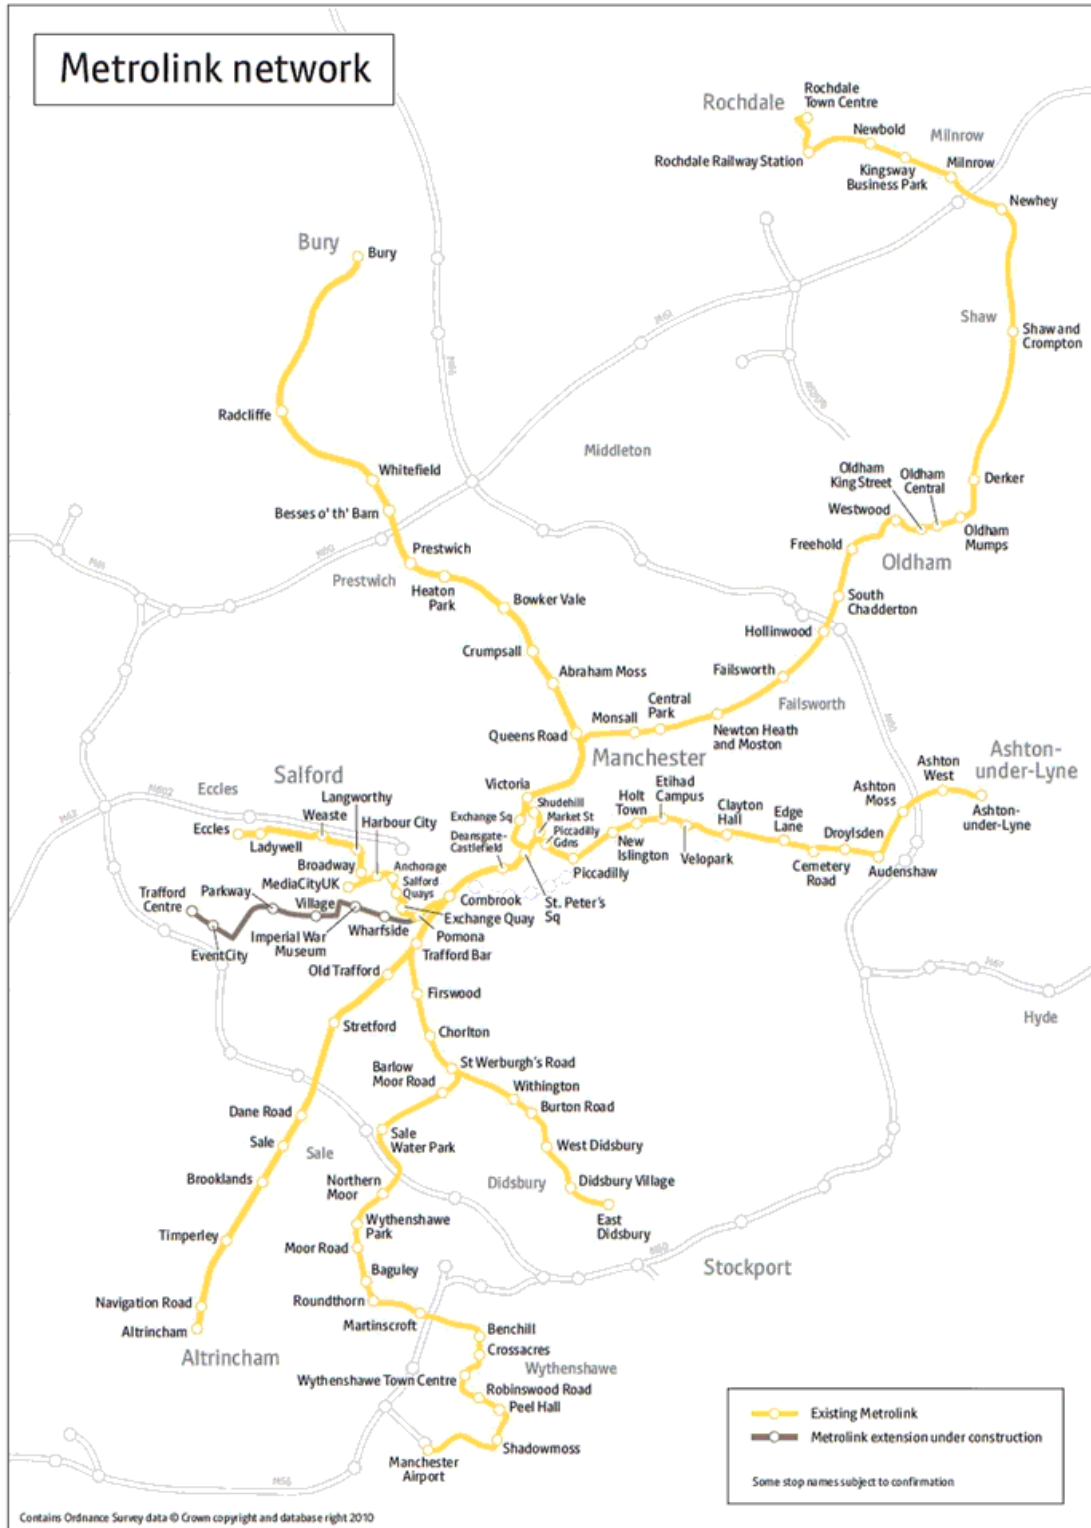 Metrolink network
Rochdale
Rochdale
Town Centre
Newbold
Milnrow
Rochdale Railway Station
Kingsway
Business Park
Milnrow
Newhey
Bury
Bury
M62
M66
Shaw
Shaw and
Crompton
Radcliffe
Middleton
Whitefield
Oldham
King Street
Oldham
Central
Derker
Besses o' th' Barn
Westwood
Oldham
Mumps
M60
M61
Prestwich
Prestwich
Freehold
Oldham
Heaton
Park
Bowker Vale
South
Chadderton
Hollinwood
Crumpsall
Abraham Moss
Failsworth
Failsworth
Central
Park
Monsall
Newton Heath
and Moston
M60
Queens Road
Manchester
Ashton-
under-Lyne
Salford
Eccles
M602
M62
Langworthy
Victoria
Etihad
Campus
Ashton
West
Ashton
Moss
Weaste
Harbour City
Exchange Sq
Shudehill
Market St
Holt
Town
Clayton
Hall
Edge
Lane
Ashton-
under-Lyne
Eccles
Ladywell
Deansgate-
Castlefield
Piccadilly
Gdns
New
Islington
Velopark
Droylsden
Broadway
Anchorage
Piccadilly
Cemetery
Road
Audenshaw
MediaCityUK
Salford
Quays
Trafford
Centre
Parkway
Village
Cornbrook
St. Peter's
Sq
Exchange Quay
Imperial War
Museum
Wharfside
Pomona
EventCity
Trafford Bar
Old Trafford
M67
Firswood
Hyde
Stretford
Chorlton
Barlow
Moor Road
St Werburgh's Road
Withington
Burton Road
Dane Road
Sale
Sale
Sale
Water Park
West Didsbury
Brooklands
Northern
Moor
Didsbury
Didsbury Village
East
Didsbury
Timperley
Wythenshawe
Park
Moor Road
M60
Baguley
Stockport
Navigation Road
Roundthorn
Altrincham
Martinscroft
Benchill
Altrincham
Crossacres
Wythenshawe
Wythenshawe Town Centre
Robinswood Road
Peel Hall
Shadowmoss
Manchester
Airport
M56
Existing Metrolink
Metrolink extension under construction
Some stop names subject to confirmation
Contains Ordnance Survey data © Crown copyright and database right 2010